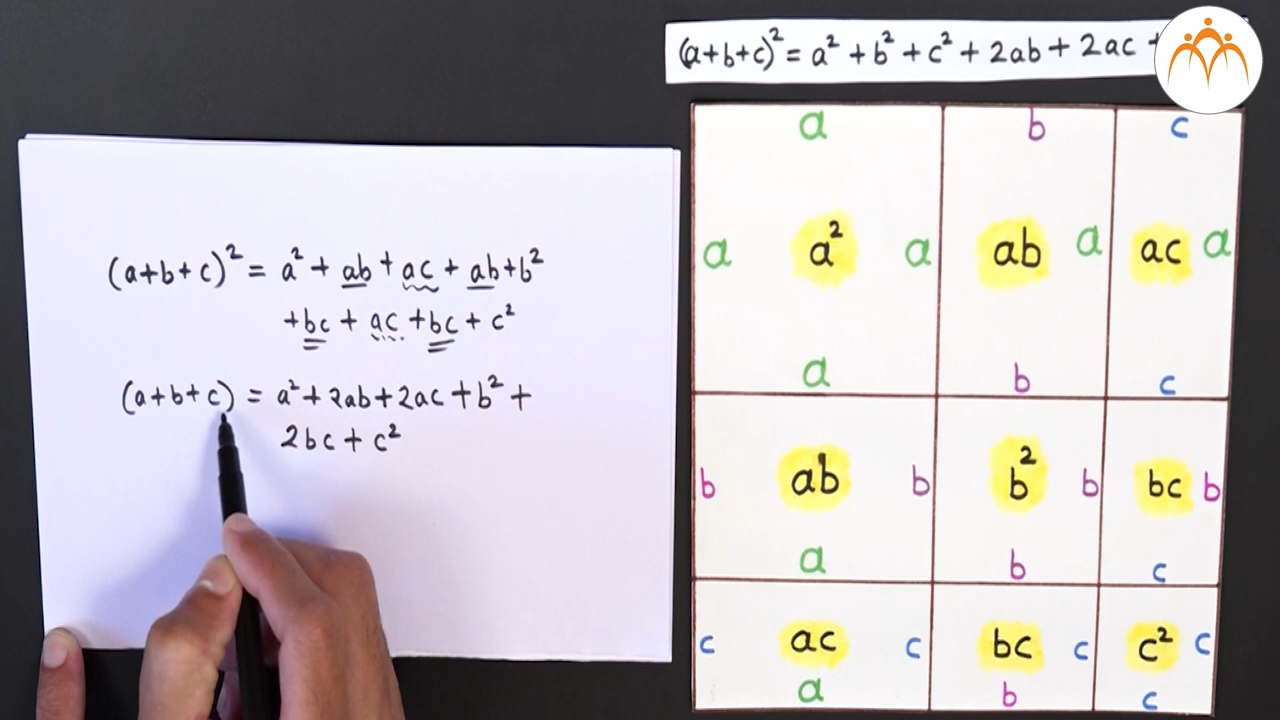 (a+b+c)² = a² + b² + c² + 2ab + 2ac +
(a+b+c)² = a² + ab + ac + ab + b²
+ bc + ac + bc + c²
(a+b+c) = a² + 2ab + 2ac + b² +
2bc + c²
a b c
a a² a ab a ac a
a b c
b ab b b² b bc b
a b c
c ac c bc c c² c
a b c